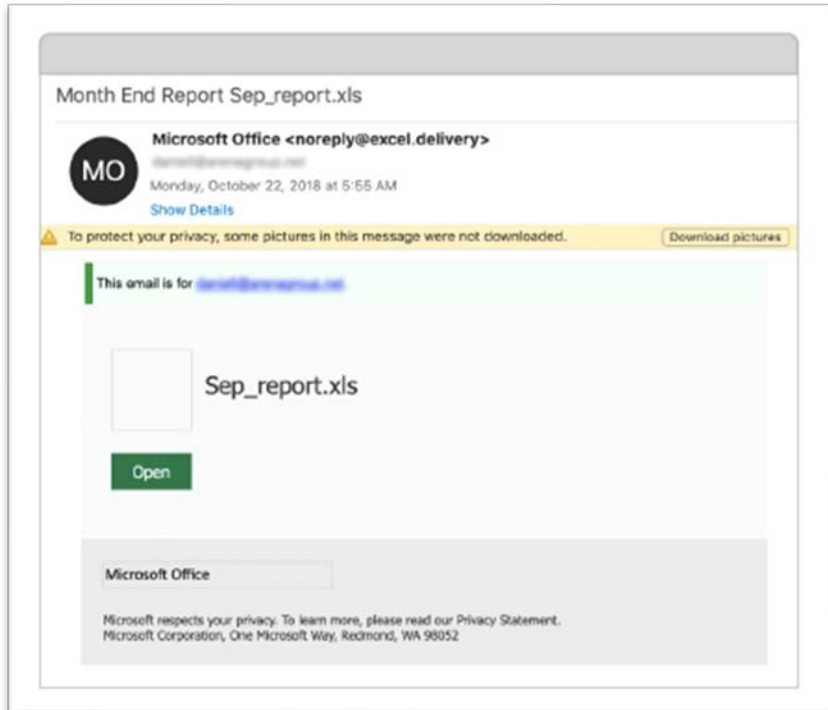 Month End Report Sep_report.xls
Microsoft Office <noreply@excel.delivery>
MO
Monday, October 22, 2018 at 5:55 AM
Show Details
To protect your privacy, some pictures in this message were not downloaded.
Download pictures
This email is for
Sep_report.xls
Open
Microsoft Office
Microsoft respects your privacy. To learn more, please read our Privacy Statement.
Microsoft Corporation, One Microsoft Way, Redmond, WA 98052